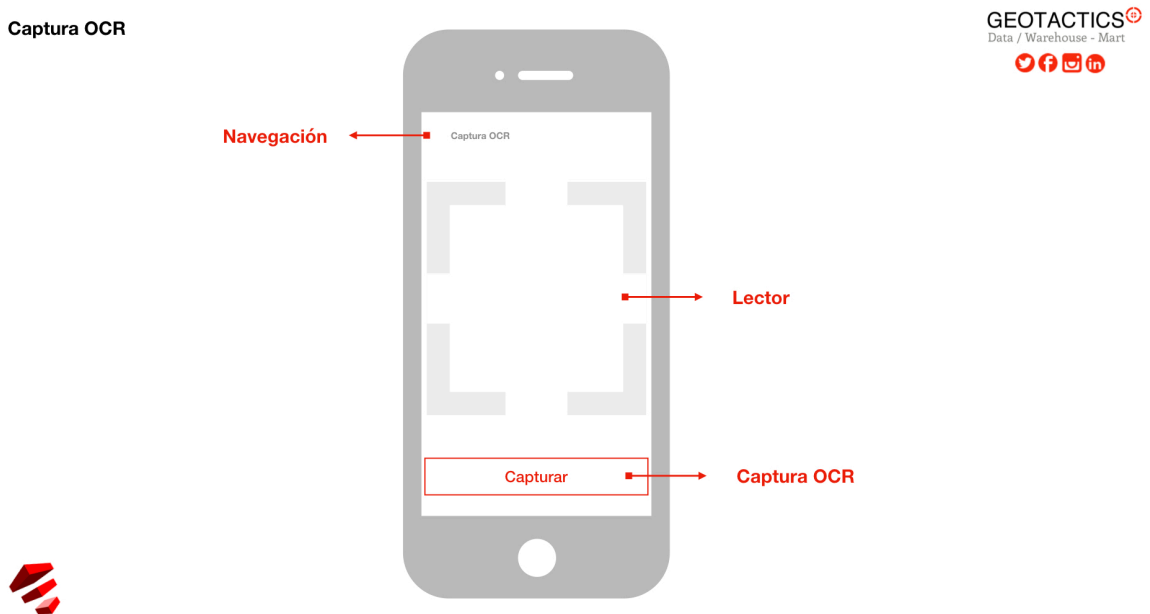 Captura OCR
GEOTACTICS
Data / Warehouse - Mart
Navegación
Captura OCR
Lector
Capturar
Captura OCR